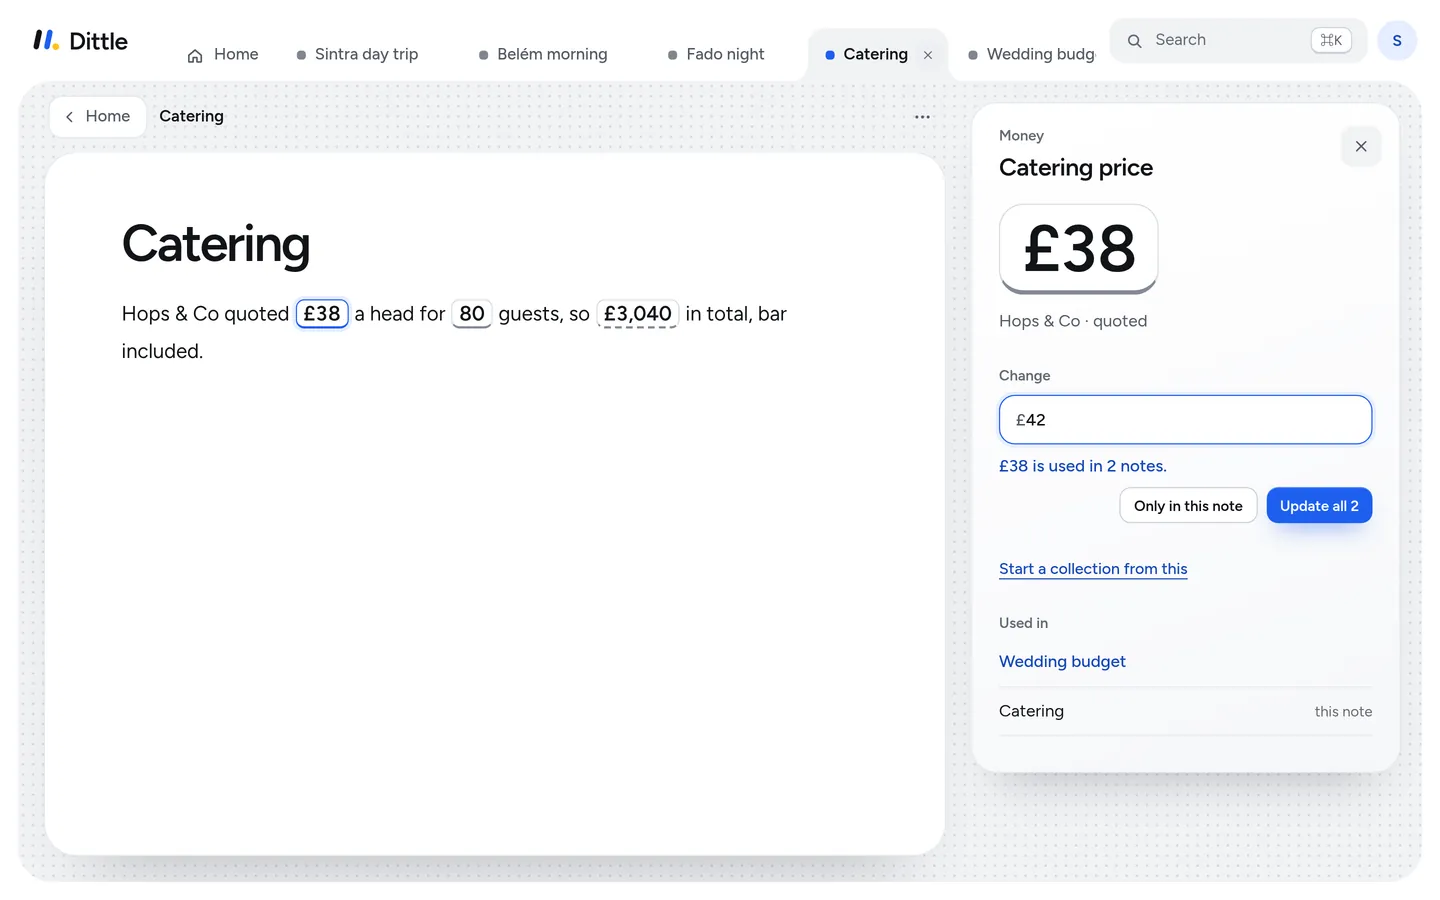 Dittle
Home
Sintra day trip
Belém morning
Fado night
Catering
Wedding budg
Search
⌘K
S
Home
Catering
Catering
Hops & Co quoted £38 a head for 80 guests, so £3,040 in total, bar
included.
Money
Catering price
£38
Hops & Co · quoted
Change
£42
£38 is used in 2 notes.
Only in this note
Update all 2
Start a collection from this
Used in
Wedding budget
Catering
this note